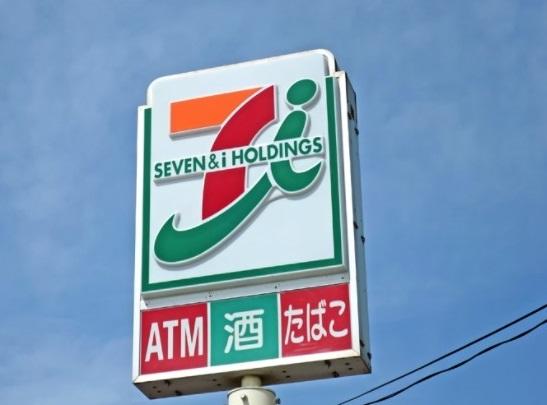 SEVEN & i HOLDINGS
ATM 酒 たばこ